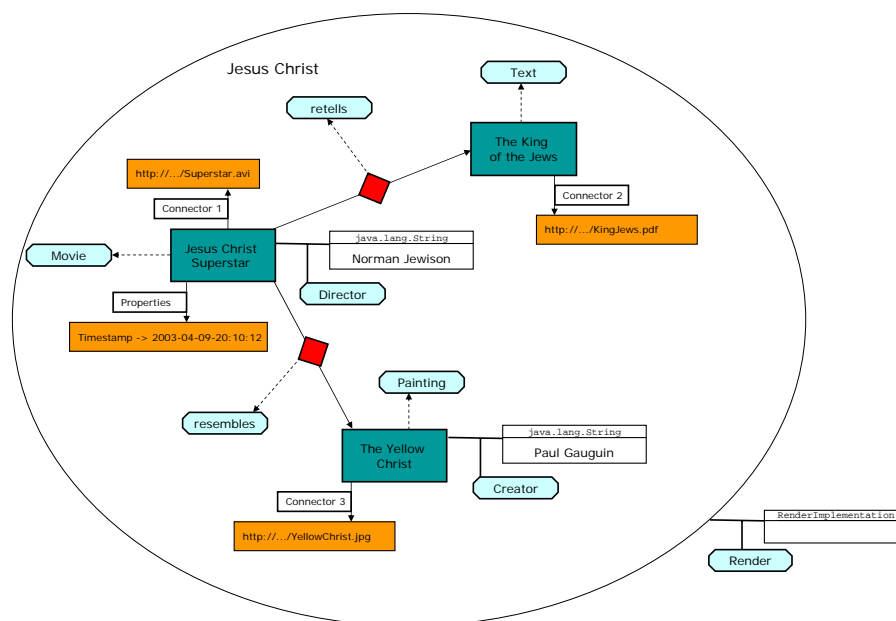 Jesus Christ
Text
retells
The King
of the Jews
http://.../Superstar.avi
Connector 1
Connector 2
http://.../KingJews.pdf
java.lang.String
Norman Jewison
Movie
Jesus Christ
Superstar
Director
Properties
Timestamp -> 2003-04-09-20:10:12
Painting
resembles
java.lang.String
Paul Gauguin
The Yellow
Christ
Creator
Connector 3
http://.../YellowChrist.jpg
RenderImplementation
Render